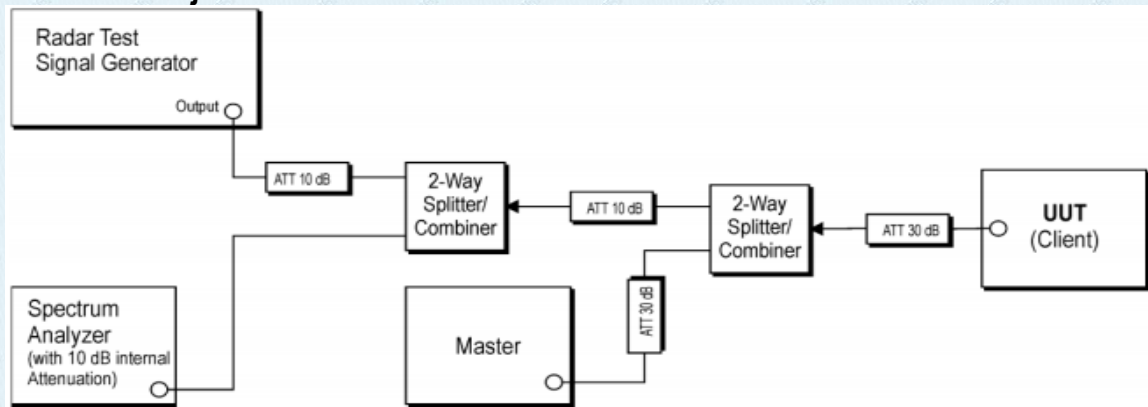 Radar Test
Signal Generator
Output
ATT 10 dB
2-Way
Splitter/
Combiner
ATT 10 dB
2-Way
Splitter/
Combiner
ATT 30 dB
UUT
(Client)
Spectrum
Analyzer
(with 10 dB internal
Attenuation)
Master
ATT 30 dB